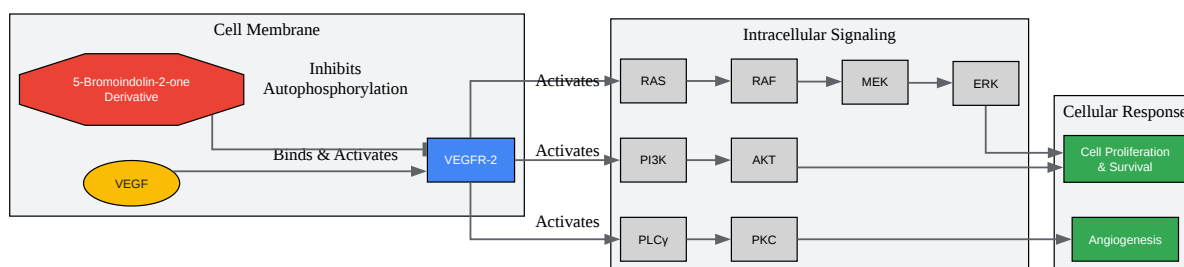 Cell Membrane
5-Bromoindolin-2-one
Derivative
Inhibits
Autophosphorylation
Binds & Activates
VEGF
VEGFR-2
Activates
Activates
Activates
Intracellular Signaling
RAS
RAF
MEK
ERK
PI3K
AKT
PLCγ
PKC
Cellular Response
Cell Proliferation
& Survival
Angiogenesis